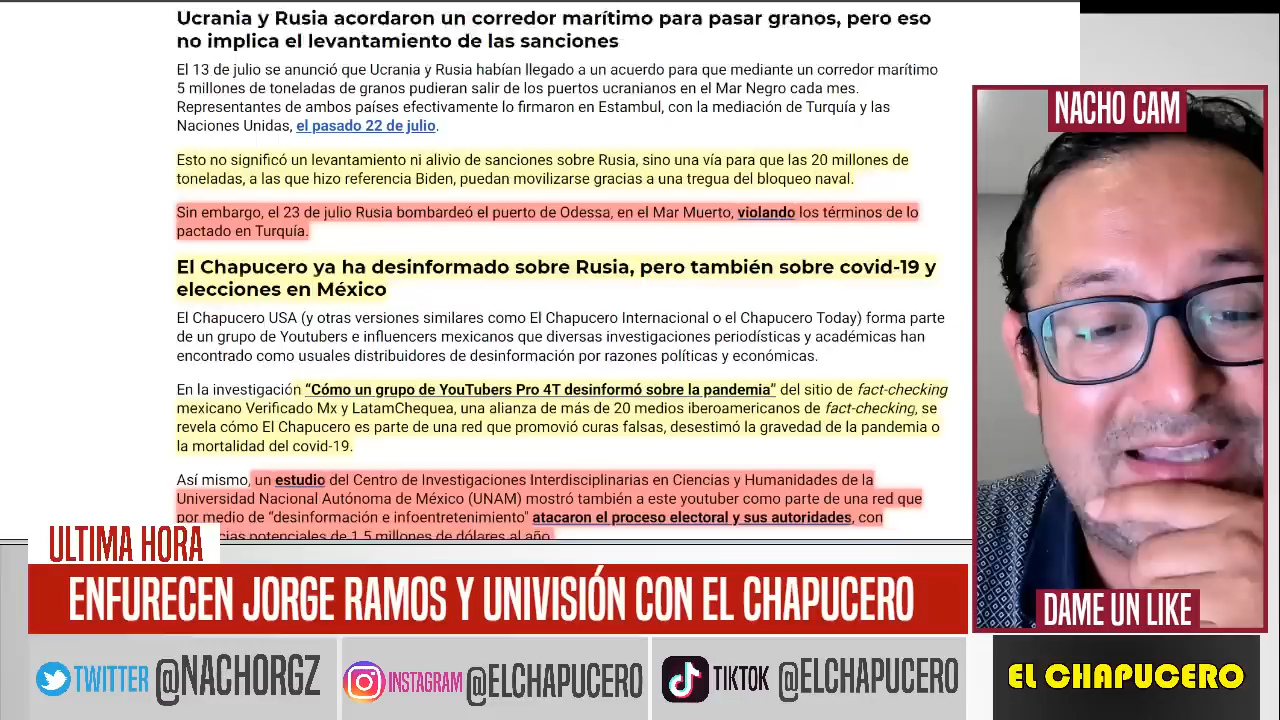 Ucrania y Rusia acordaron un corredor marítimo para pasar granos, pero eso
no implica el levantamiento de las sanciones
El 13 de julio se anunció que Ucrania y Rusia habían llegado a un acuerdo para que mediante un corredor marítimo
5 millones de toneladas de granos pudieran salir de los puertos ucranianos en el Mar Negro cada mes.
Representantes de ambos países efectivamente lo firmaron en Estambul, con la mediación de Turquía y las
Naciones Unidas, el pasado 22 de julio.
Esto no significó un levantamiento ni alivio de sanciones sobre Rusia, sino una vía para que las 20 millones de
toneladas, a las que hizo referencia Biden, puedan movilizarse gracias a una tregua del bloqueo naval.
Sin embargo, el 23 de julio Rusia bombardeó el puerto de Odessa, en el Mar Muerto, violando los términos de lo
pactado en Turquía.
El Chapucero ya ha desinformado sobre Rusia, pero también sobre covid-19 y
elecciones en México
El Chapucero USA (y otras versiones similares como El Chapucero Internacional o el Chapucero Today) forma parte
de un grupo de Youtubers e influencers mexicanos que diversas investigaciones periodísticas y académicas han
encontrado como usuales distribuidores de desinformación por razones políticas y económicas.
En la investigación “Cómo un grupo de YouTubers Pro 4T desinformó sobre la pandemia” del sitio de fact-checking
mexicano Verificado Mx y LatamChequea, una alianza de más de 20 medios iberoamericanos de fact-checking, se
revela cómo El Chapucero es parte de una red que promovió curas falsas, desestimó la gravedad de la pandemia o
la mortalidad del covid-19.
Así mismo, un estudio del Centro de Investigaciones Interdisciplinarias en Ciencias y Humanidades de la
Universidad Nacional Autónoma de México (UNAM) mostró también a este youtuber como parte de una red que
por medio de “desinformación e infoentretenimiento" atacaron el proceso electoral y sus autoridades, con
potenciales de 1,5 millones de dólares al año.
NACHO CAM
DAME UN LIKE
ULTIMA HORA
ENFURECEN JORGE RAMOS Y UNIVISIÓN CON EL CHAPUCERO
TWITTER @NACHORGZ
INSTAGRAM @ELCHAPUCERO
TIKTOK @ELCHAPUCERO
EL CHAPUCERO